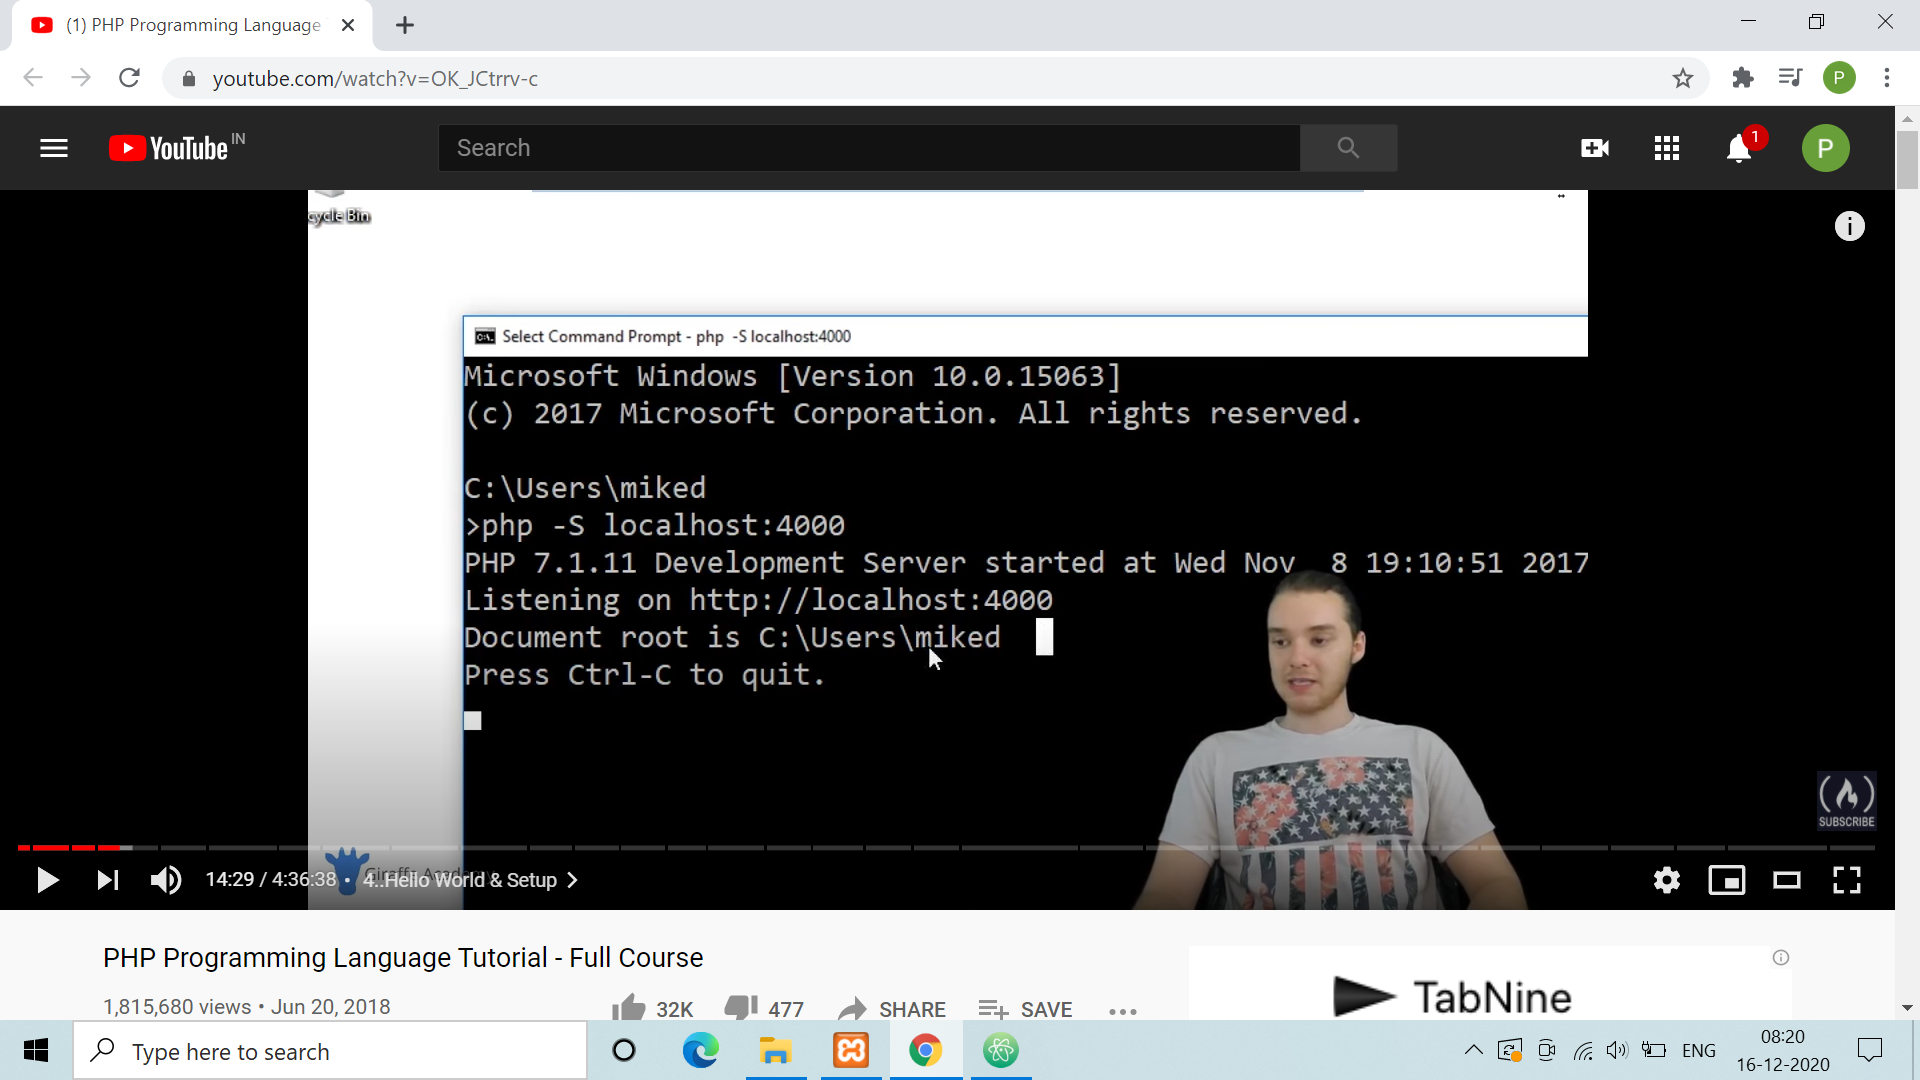 (1) PHP Programming Language
youtube.com/watch?v=OK_JCtrrv-c
P
YouTube IN
Search
1
P
cycle Bin
Select Command Prompt - php -S localhost:4000
Microsoft Windows [Version 10.0.15063]
(c) 2017 Microsoft Corporation. All rights reserved.
C:\Users\miked
>php -S localhost:4000
PHP 7.1.11 Development Server started at Wed Nov 8 19:10:51 2017
Listening on http://localhost:4000
Document root is C:\Users\miked
Press Ctrl-C to quit.
SUBSCRIBE
Giraffe Academy
14:29 / 4:36:38 • 4..Hello World & Setup
PHP Programming Language Tutorial - Full Course
1,815,680 views • Jun 20, 2018
32K 477 SHARE SAVE
TabNine
Type here to search
ENG
08:20
16-12-2020